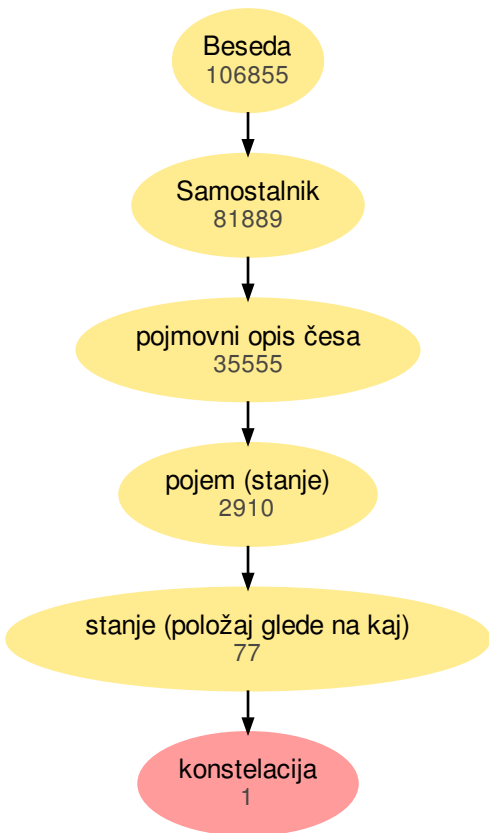 Beseda
106855
Samostalnik
81889
pojmovni opis česa
35555
pojem (stanje)
2910
stanje (položaj glede na kaj)
77
konstelacija
1